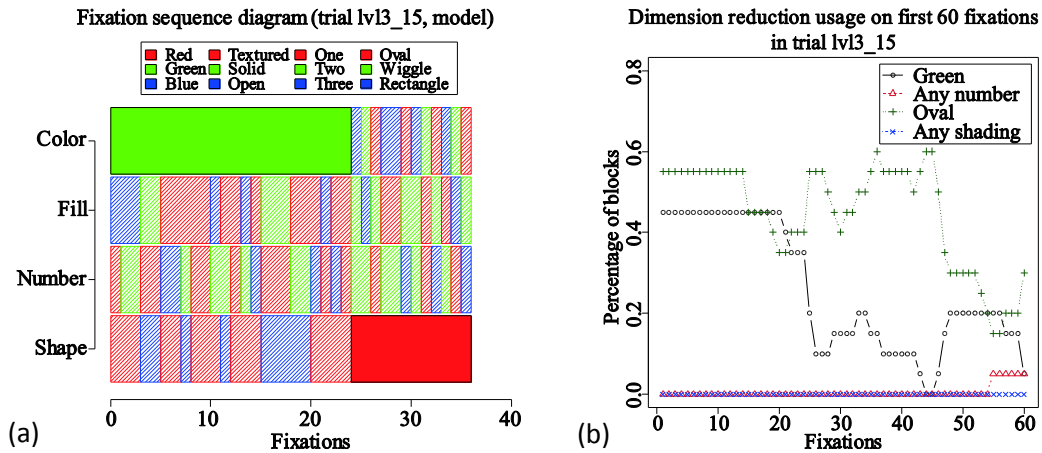 Fixation sequence diagram (trial lvl3_15, model)
Red Textured One Oval
Green Solid Two Wiggle
Blue Open Three Rectangle
Color
Fill
Number
Shape
0 10 20 30 40
Fixations
(a)
Dimension reduction usage on first 60 fixations
in trial lvl3_15
Green
Any number
Oval
Any shading
Percentage of blocks
0.8
0.6
0.4
0.2
0.0
0 10 20 30 40 50 60
Fixations
(b)